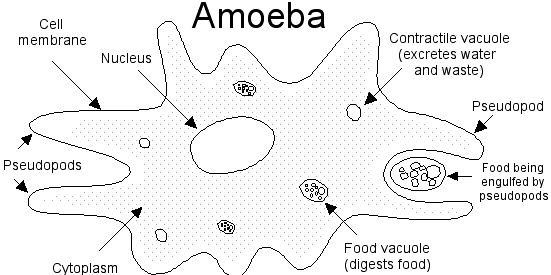 Amoeba
Cell
membrane
Nucleus
Contractile vacuole
(excretes water
and waste)
Pseudopod
Pseudopods
Food being
engulfed by
pseudopods
Food vacuole
(digests food)
Cytoplasm